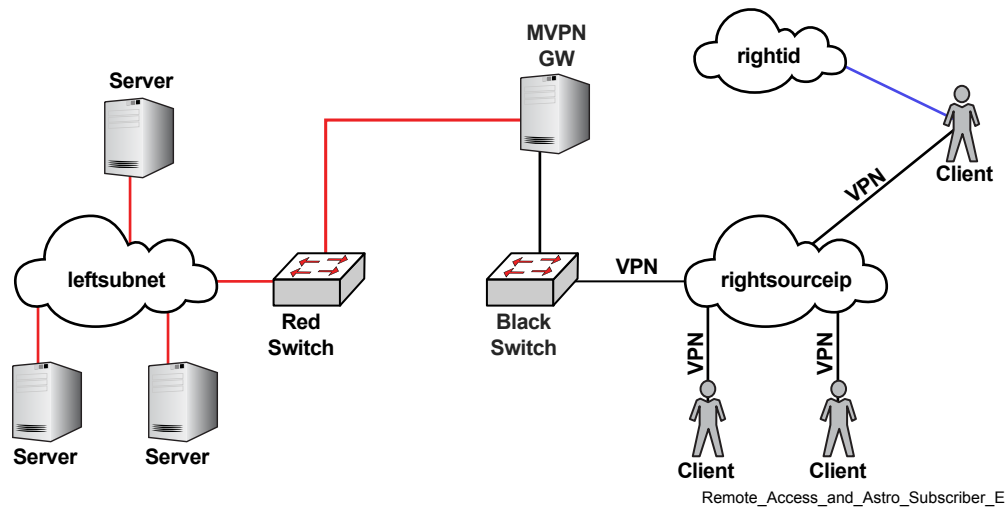 MVPN
GW
rightid
Server
Client
VPN
leftsubnet
VPN
rightsourceip
Red
Switch
Black
Switch
VPN
VPN
Server
Server
Client
Client
Remote_Access_and_Astro_Subscriber_E